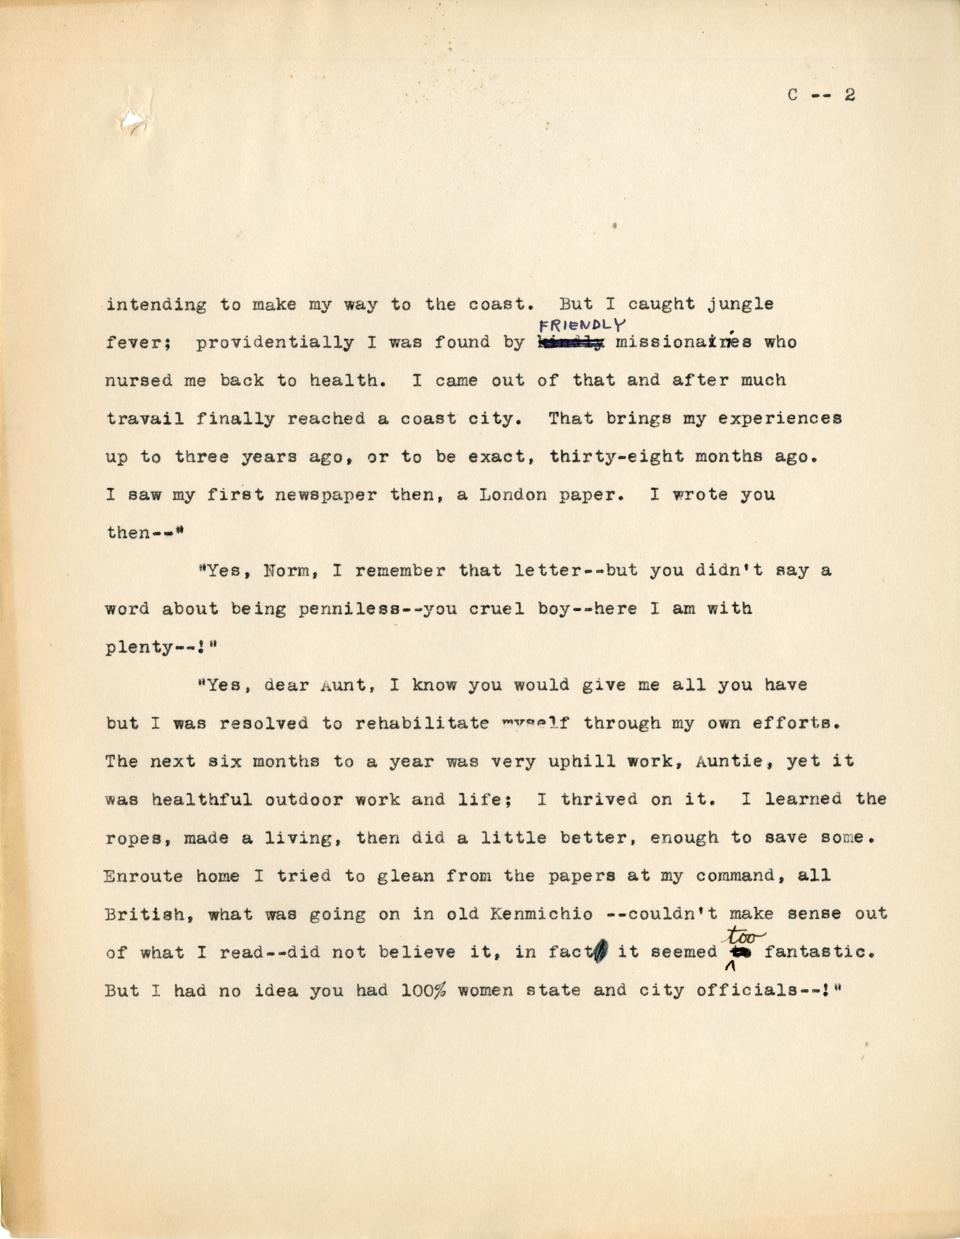 C -- 2
intending to make my way to the coast.  But I caught jungle
FRIENDLY
fever;  providentially I was found by kindly missionairies who
nursed me back to health.  I came out of that and after much
travail finally reached a coast city.  That brings my experiences
up to three years ago, or to be exact, thirty-eight months ago.
I saw my first newspaper then, a London paper.  I wrote you
then--"
"Yes, Norm, I remember that letter--but you didn't say a
word about being penniless--you cruel boy--here I am with
plenty--!"
"Yes, dear Aunt, I know you would give me all you have
but I was resolved to rehabilitate myself through my own efforts.
The next six months to a year was very uphill work, Auntie, yet it
was healthful outdoor work and life;  I thrived on it.  I learned the
ropes, made a living, then did a little better, enough to save some.
Enroute home I tried to glean from the papers at my command, all
British, what was going on in old Kenmichio --couldn't make sense out
too
of what I read--did not believe it, in fact it seemed fantastic.
But I had no idea you had 100% women state and city officials--!"